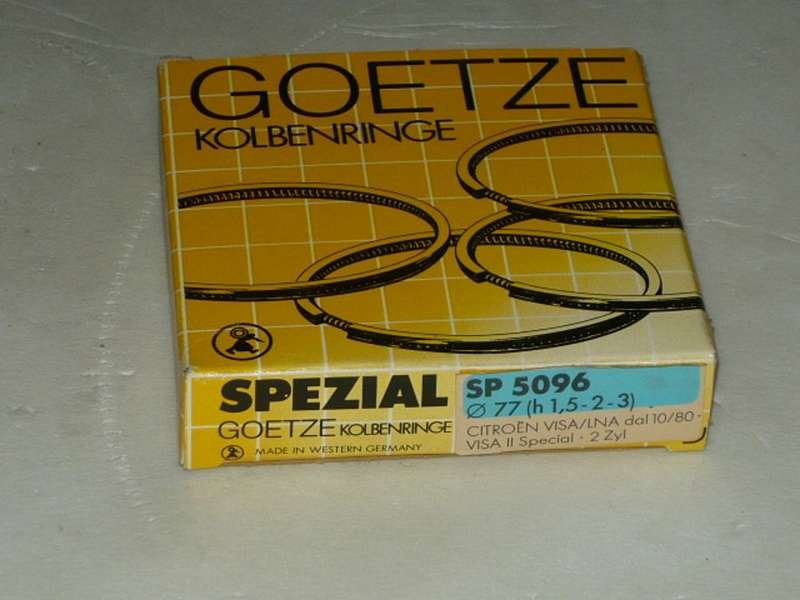 GOETZE
KOLBENRINGE
SPEZIAL
GOETZE KOLBENRINGE
MADE IN WESTERN GERMANY
SP 5096
Ø 77 (h 1,5-2-3)
CITROËN VISA/LNA dal 10/80-
VISA II Special · 2 Zyl